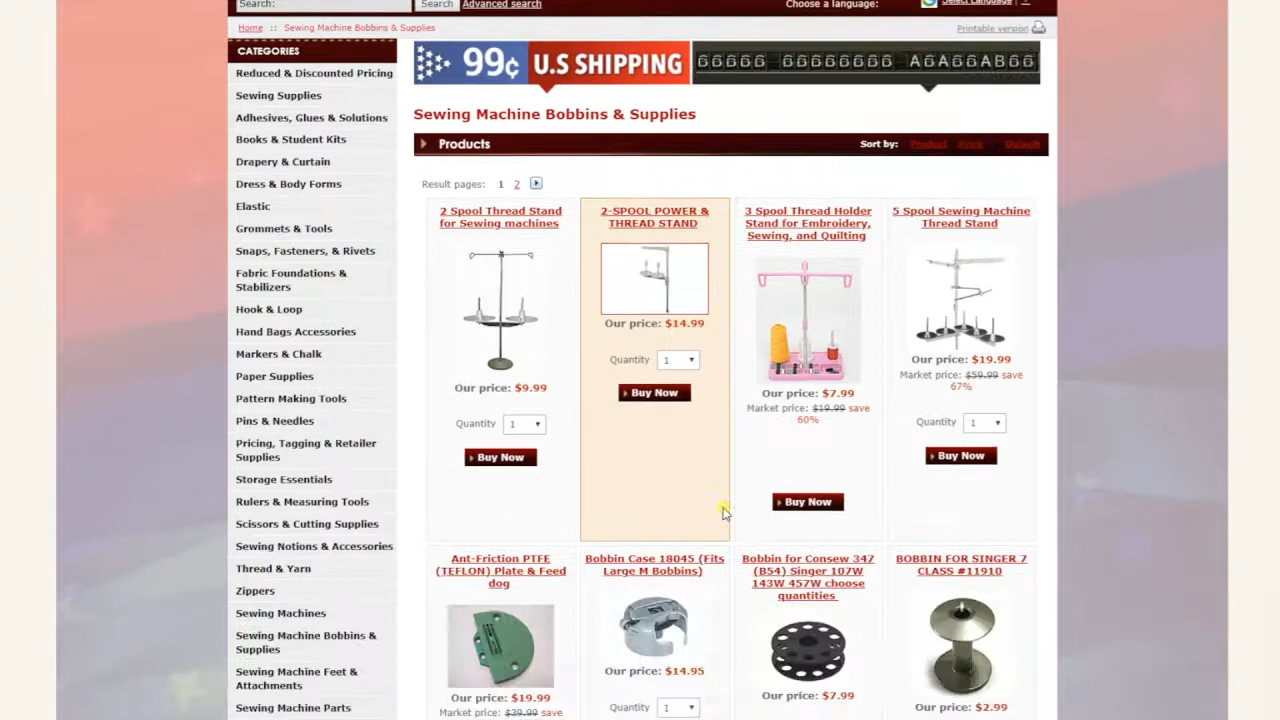 Search: Search Advanced search Choose a language: Select Language
Home :: Sewing Machine Bobbins & Supplies Printable version
CATEGORIES
Reduced & Discounted Pricing
Sewing Supplies
Adhesives, Glues & Solutions
Books & Student Kits
Drapery & Curtain
Dress & Body Forms
Elastic
Grommets & Tools
Snaps, Fasteners, & Rivets
Fabric Foundations &
Stabilizers
Hook & Loop
Hand Bags Accessories
Markers & Chalk
Paper Supplies
Pattern Making Tools
Pins & Needles
Pricing, Tagging & Retailer
Supplies
Storage Essentials
Rulers & Measuring Tools
Scissors & Cutting Supplies
Sewing Notions & Accessories
Thread & Yarn
Zippers
Sewing Machines
Sewing Machine Bobbins &
Supplies
Sewing Machine Feet &
Attachments
Sewing Machine Parts
99¢ U.S SHIPPING
Sewing Machine Bobbins & Supplies
Products Sort by: Product Price Default
Result pages: 1 2
2 Spool Thread Stand
for Sewing machines
Our price: $9.99
Quantity 1
Buy Now
2-SPOOL POWER &
THREAD STAND
Our price: $14.99
Quantity 1
Buy Now
3 Spool Thread Holder
Stand for Embroidery,
Sewing, and Quilting
Our price: $7.99
Market price: $19.99 save
60%
Buy Now
5 Spool Sewing Machine
Thread Stand
Our price: $19.99
Market price: $59.99 save
67%
Quantity 1
Buy Now
Ant-Friction PTFE
(TEFLON) Plate & Feed
dog
Our price: $19.99
Market price: $39.99 save
Bobbin Case 18045 (Fits
Large M Bobbins)
Our price: $14.95
Quantity 1
Bobbin for Consew 347
(B54) Singer 107W
143W 457W choose
quantities
Our price: $7.99
BOBBIN FOR SINGER 7
CLASS #11910
Our price: $2.99